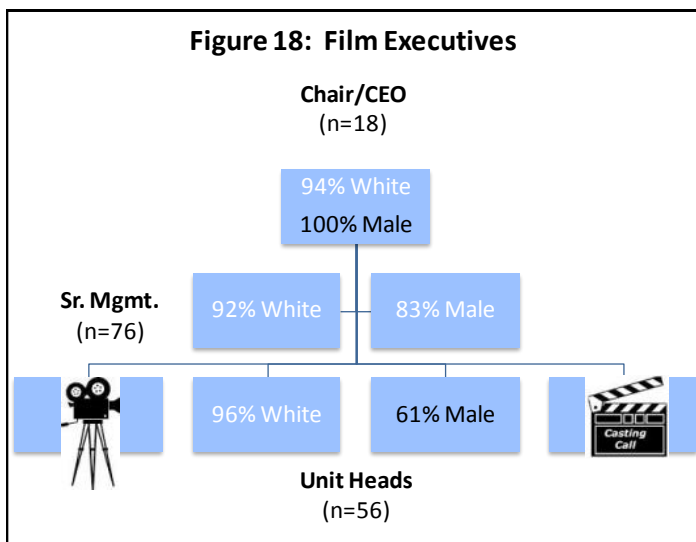 Figure 18: Film Executives
Chair/CEO
(n=18)
94% White
100% Male
Sr. Mgmt.
(n=76)
92% White
83% Male
96% White
61% Male
Casting
Call
Unit Heads
(n=56)